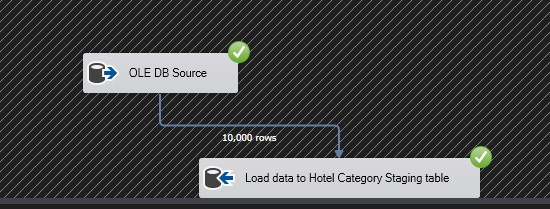 OLE DB Source
10,000 rows
Load data to Hotel Category Staging table